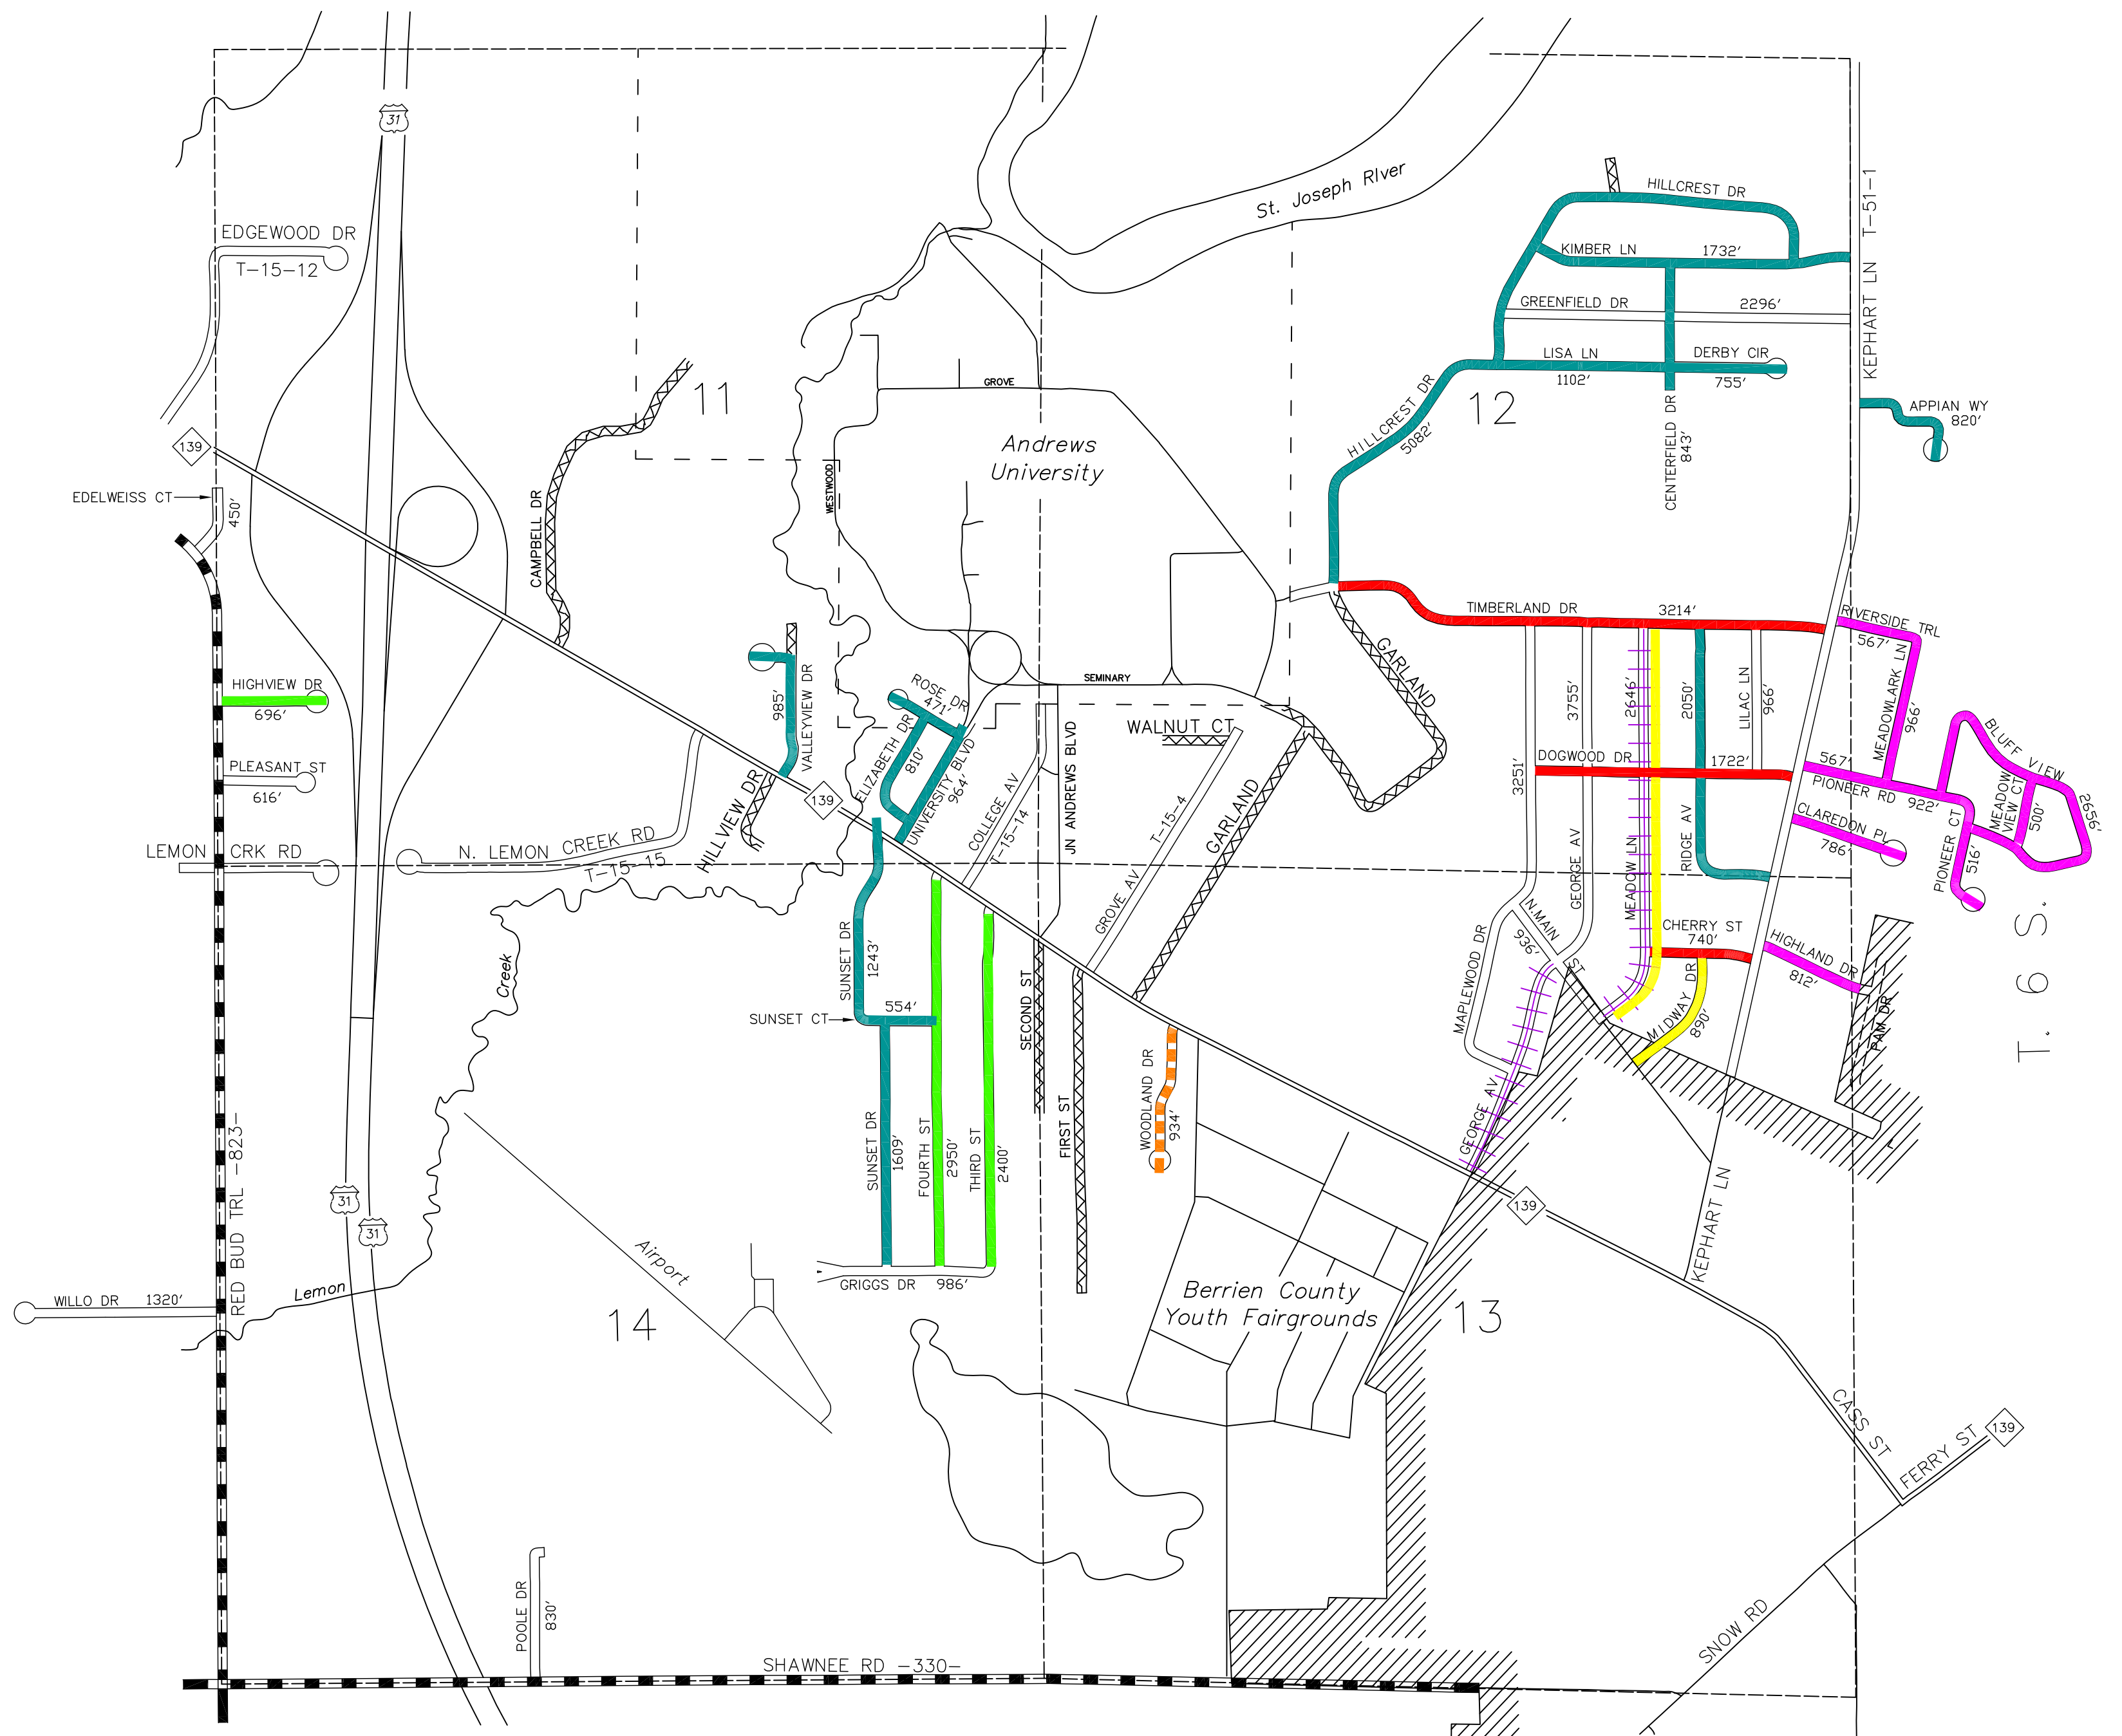 31
St. Joseph RIver
HILLCREST DR
T-51-1
KEPHART LN
EDGEWOOD DR
T-15-12
KIMBER LN 1732'
GREENFIELD DR 2296'
LISA LN
1102'
DERBY CIR
755'
11
GROVE
12
HILLCREST DR
5082'
CENTERFIELD DR
843'
APPIAN WY
820'
139
Andrews
University
WESTWOOD
EDELWEISS CT
450'
CAMPBELL DR
TIMBERLAND DR 3214'
RIVERSIDE TRL
567'
GARLAND
MEADOWLARK LN
966'
HIGHVIEW DR
696'
985'
VALLEYVIEW DR
ROSE DR
471'
SEMINARY
3755'
2646'
2050'
LILAC LN
966'
WALNUT CT
JN ANDREWS BLVD
ELIZABETH DR
810'
UNIVERSITY BLVD
964'
COLLEGE AV
T-15-14
T-15-4
GROVE AV
GARLAND
DOGWOOD DR 1722'
3251'
567'
PIONEER RD 922'
BLUFF VIEW
2656'
MEADOW
VIEW CT
500'
PLEASANT ST
616'
139
HILLVIEW DR
CLAREDON PL
786'
PIONEER CT
516'
LEMON CRK RD
N. LEMON CREEK RD
T-15-15
GEORGE AV
MEADOW LN
RIDGE AV
N.MAIN ST
936'
CHERRY ST
740'
HIGHLAND DR
812'
T. 6 S.
MAPLEWOOD DR
MIDWAY DR
890'
PAM DR
Creek
SUNSET DR
1243'
SUNSET CT
554'
SECOND ST
FIRST ST
WOODLAND DR
934'
GEORGE AV
RED BUD TRL -823-
SUNSET DR
1609'
FOURTH ST
2950'
THIRD ST
2400'
31
31
139
KEPHART LN
Airport
GRIGGS DR 986'
WILLO DR 1320'
Lemon
14
Berrien County
Youth Fairgrounds
13
CASS ST
FERRY ST
139
POOLE DR
830'
SNOW RD
SHAWNEE RD -330-